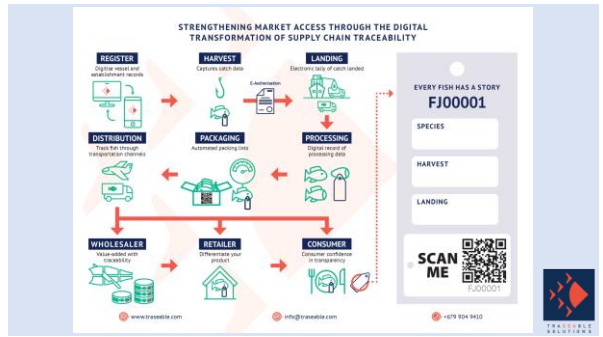 STRENGTHENING MARKET ACCESS THROUGH THE DIGITAL
TRANSFORMATION OF SUPPLY CHAIN TRACEABILITY
REGISTER
Digitise vessel and
establishment records
HARVEST
Captures catch data
E-Authorisation
LANDING
Electronic tally of catch landed
DISTRIBUTION
Track fish through
transportation channels
PACKAGING
Automated packing lists
PROCESSING
Digital record of
processing data
WHOLESALER
Value-added with
traceability
RETAILER
Differentiate your
product
CONSUMER
Consumer confidence
in transparency
EVERY FISH HAS A STORY
FJ00001
SPECIES
HARVEST
LANDING
SCAN
ME
FJ00001
www.traseable.com
info@traseable.com
+679 904 9410
TRASEABLE
SOLUTIONS